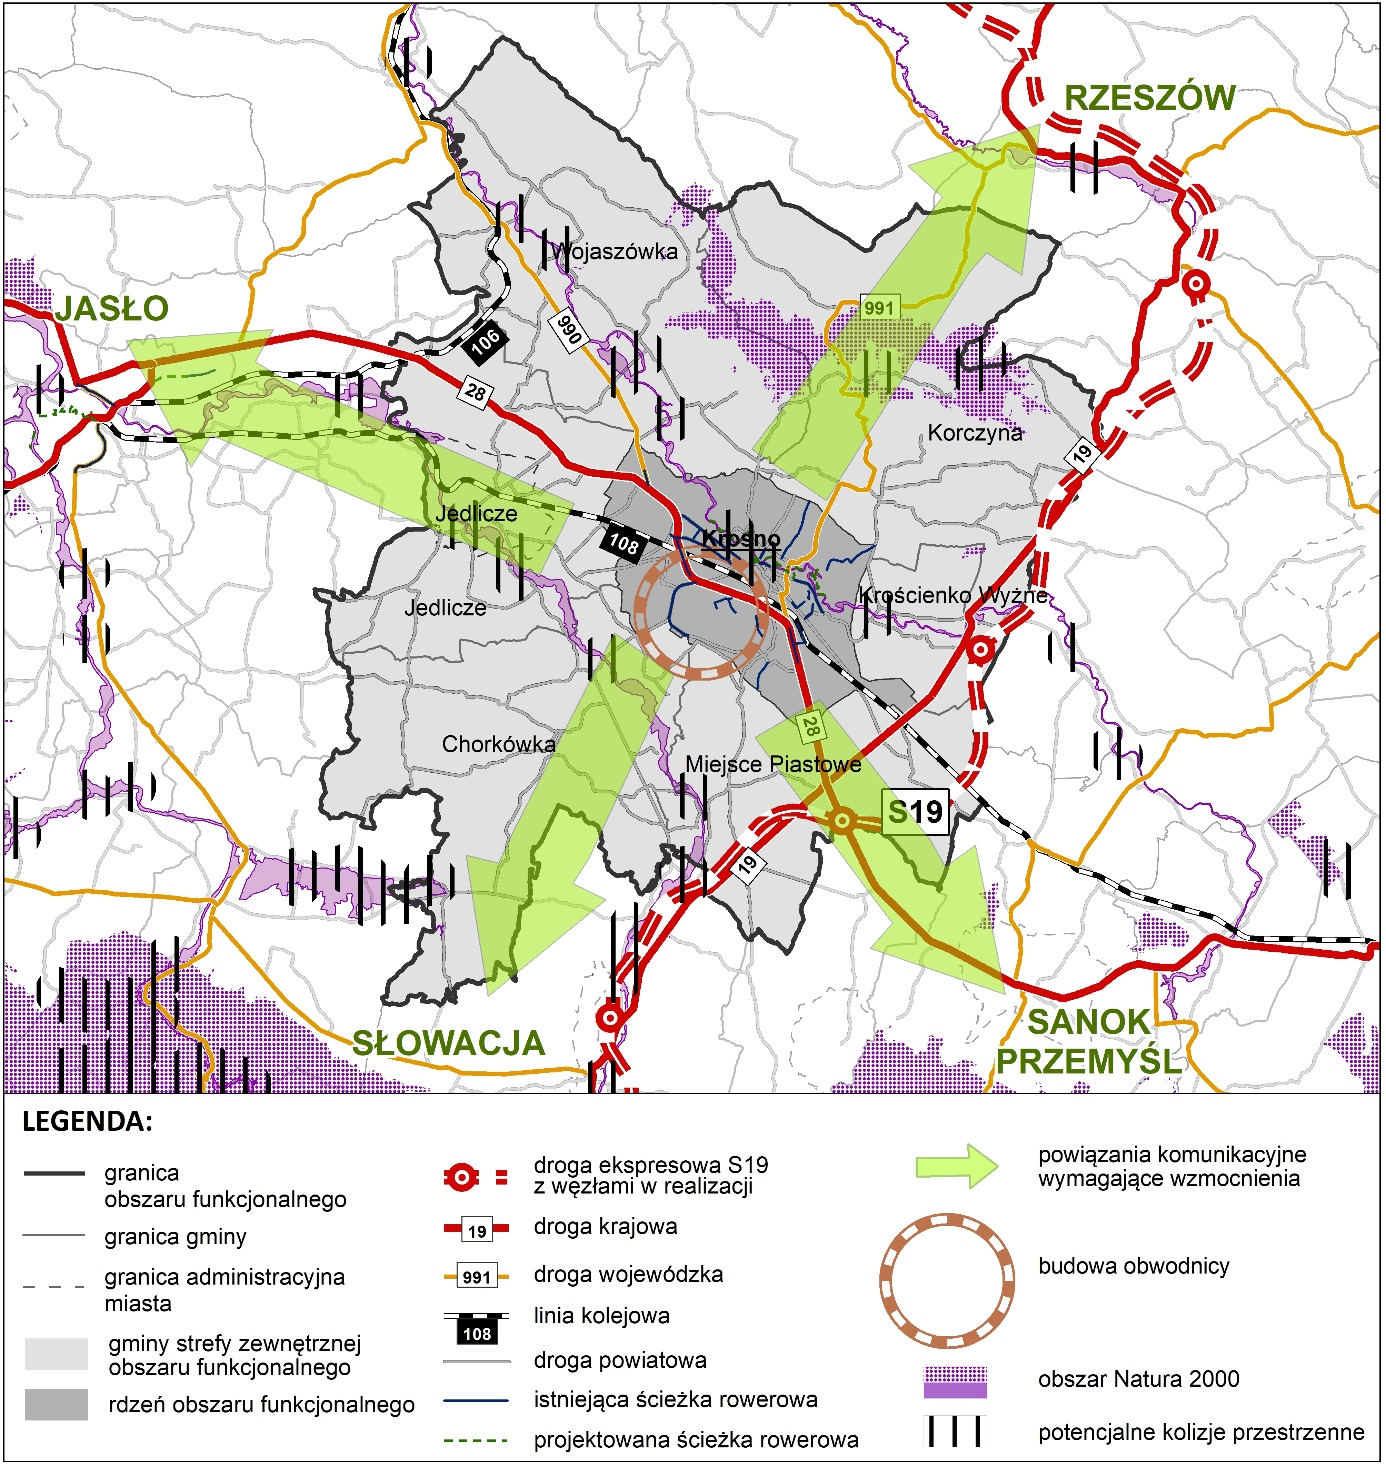 RZESZÓW
Wojaszówka
JASŁO
991
990
106
28
Korczyna
19
Jedlicze
Krosno
108
Krościenko Wyżne
Jedlicze
28
Chorkówka
Miejsce Piastowe
S19
19
SŁOWACJA
SANOK
PRZEMYŚL
LEGENDA:
granica
obszaru funkcjonalnego
granica gminy
granica administracyjna
miasta
gminy strefy zewnętrznej
obszaru funkcjonalnego
rdzeń obszaru funkcjonalnego
droga ekspresowa S19
z węzłami w realizacji
19
droga krajowa
991
droga wojewódzka
linia kolejowa
108
droga powiatowa
istniejąca ścieżka rowerowa
projektowana ścieżka rowerowa
powiązania komunikacyjne
wymagające wzmocnienia
budowa obwodnicy
obszar Natura 2000
potencjalne kolizje przestrzenne